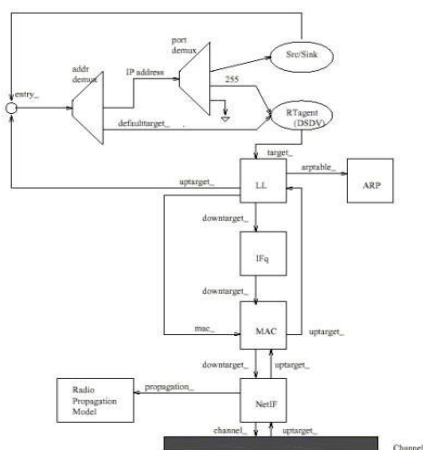 port
demux
addr
demux
Src/Sink
IP address
255
entry_
RTagent
(DSDV)
defaulttarget_
target_
arptable_
uptarget_
LL
ARP
downtarget_
IFq
downtarget_
mac_
MAC
uptarget_
downtarget_
uptarget_
Radio
Propagation
Model
propagation_
NetIF
channel_
uptarget_
Channel